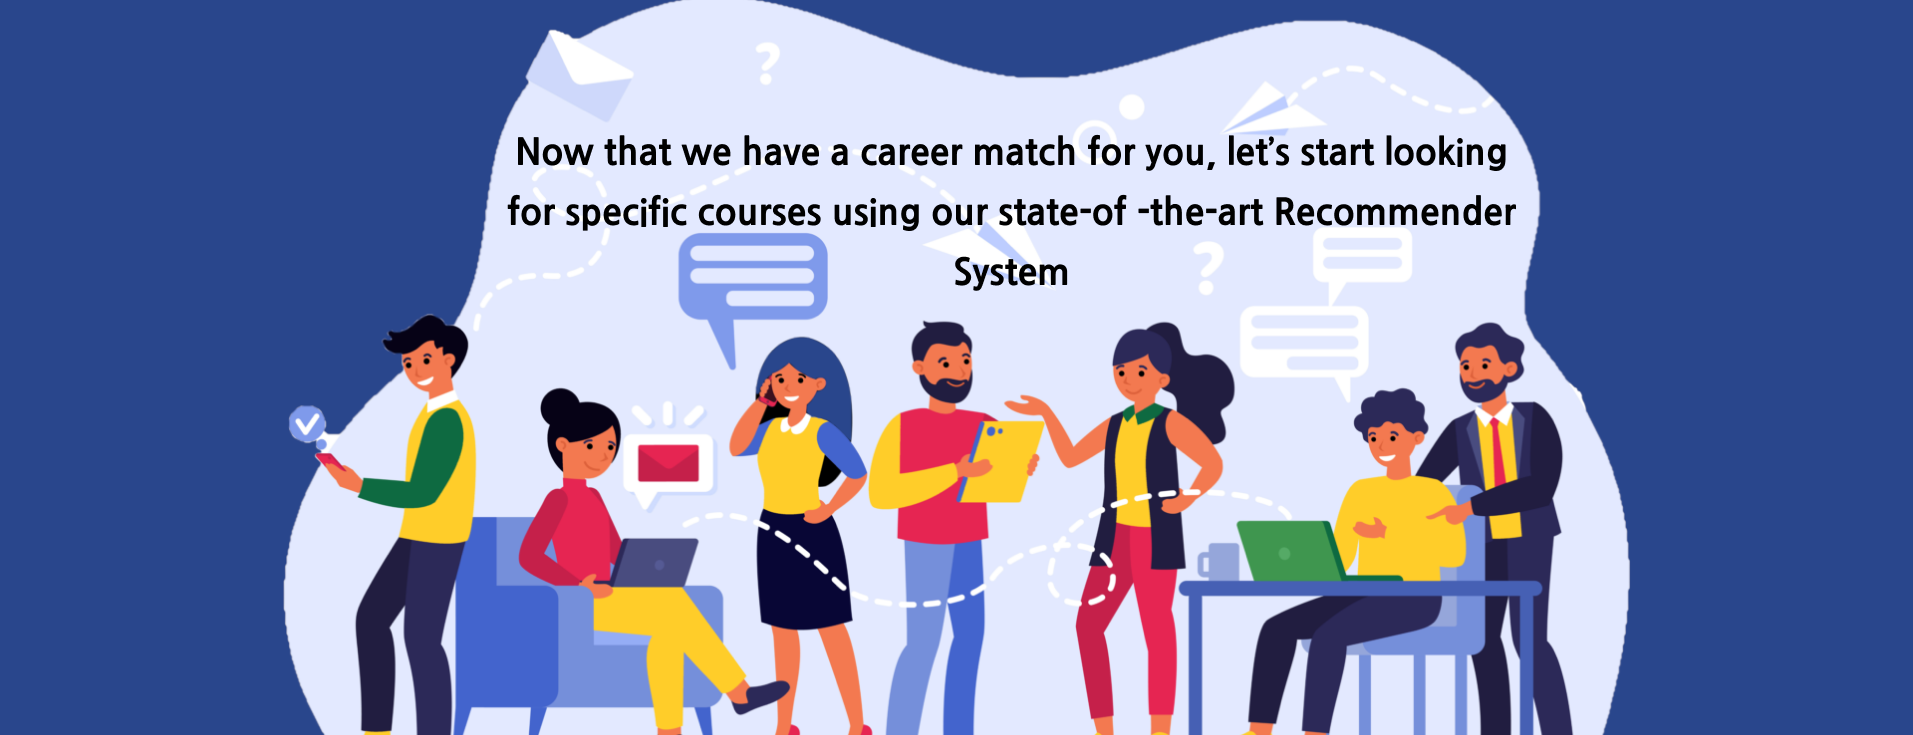 Now that we have a career match for you, let's start looking
for specific courses using our state-of -the-art Recommender
System